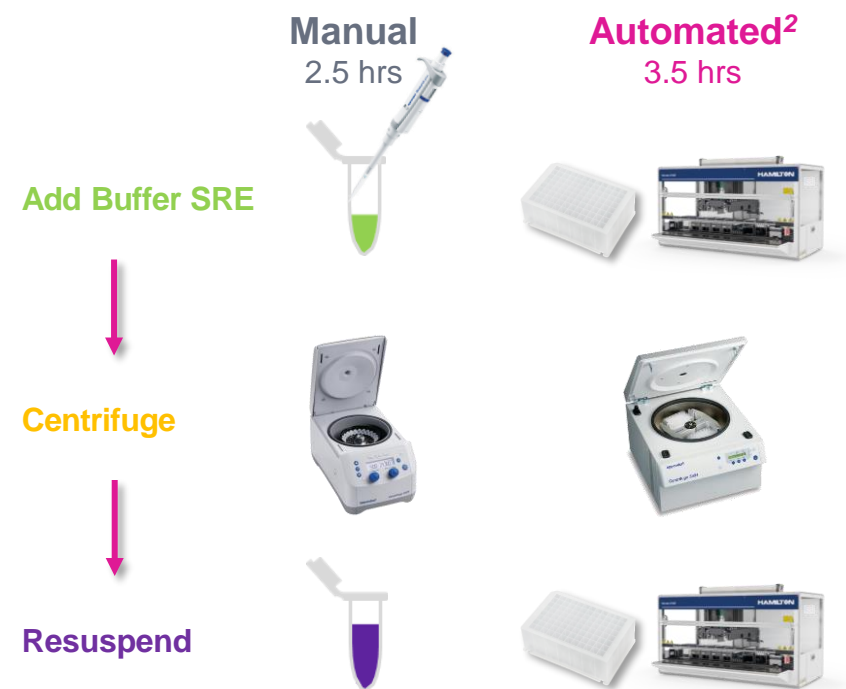 Manual
2.5 hrs
Automated²
3.5 hrs
Add Buffer SRE
HAMILTON
Centrifuge
Resuspend
HAMILTON